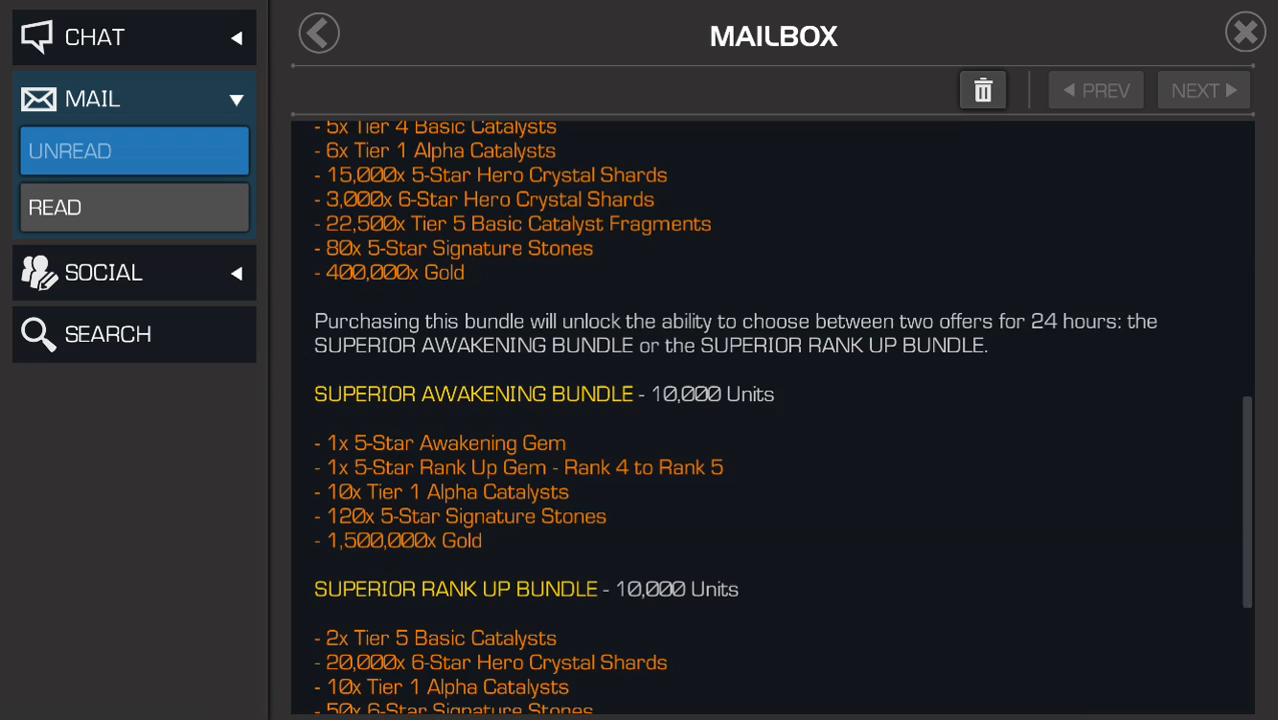 CHAT
MAIL
UNREAD
READ
SOCIAL
SEARCH
MAILBOX
PREV
NEXT
- 5x Tier 4 Basic Catalysts
- 6x Tier 1 Alpha Catalysts
- 15,000x 5-Star Hero Crystal Shards
- 3,000x 6-Star Hero Crystal Shards
- 22,500x Tier 5 Basic Catalyst Fragments
- 80x 5-Star Signature Stones
- 400,000x Gold
Purchasing this bundle will unlock the ability to choose between two offers for 24 hours: the
SUPERIOR AWAKENING BUNDLE or the SUPERIOR RANK UP BUNDLE.
SUPERIOR AWAKENING BUNDLE - 10,000 Units
- 1x 5-Star Awakening Gem
- 1x 5-Star Rank Up Gem - Rank 4 to Rank 5
- 10x Tier 1 Alpha Catalysts
- 120x 5-Star Signature Stones
- 1,500,000x Gold
SUPERIOR RANK UP BUNDLE - 10,000 Units
- 2x Tier 5 Basic Catalysts
- 20,000x 6-Star Hero Crystal Shards
- 10x Tier 1 Alpha Catalysts
- 50x 6-Star Signature Stones